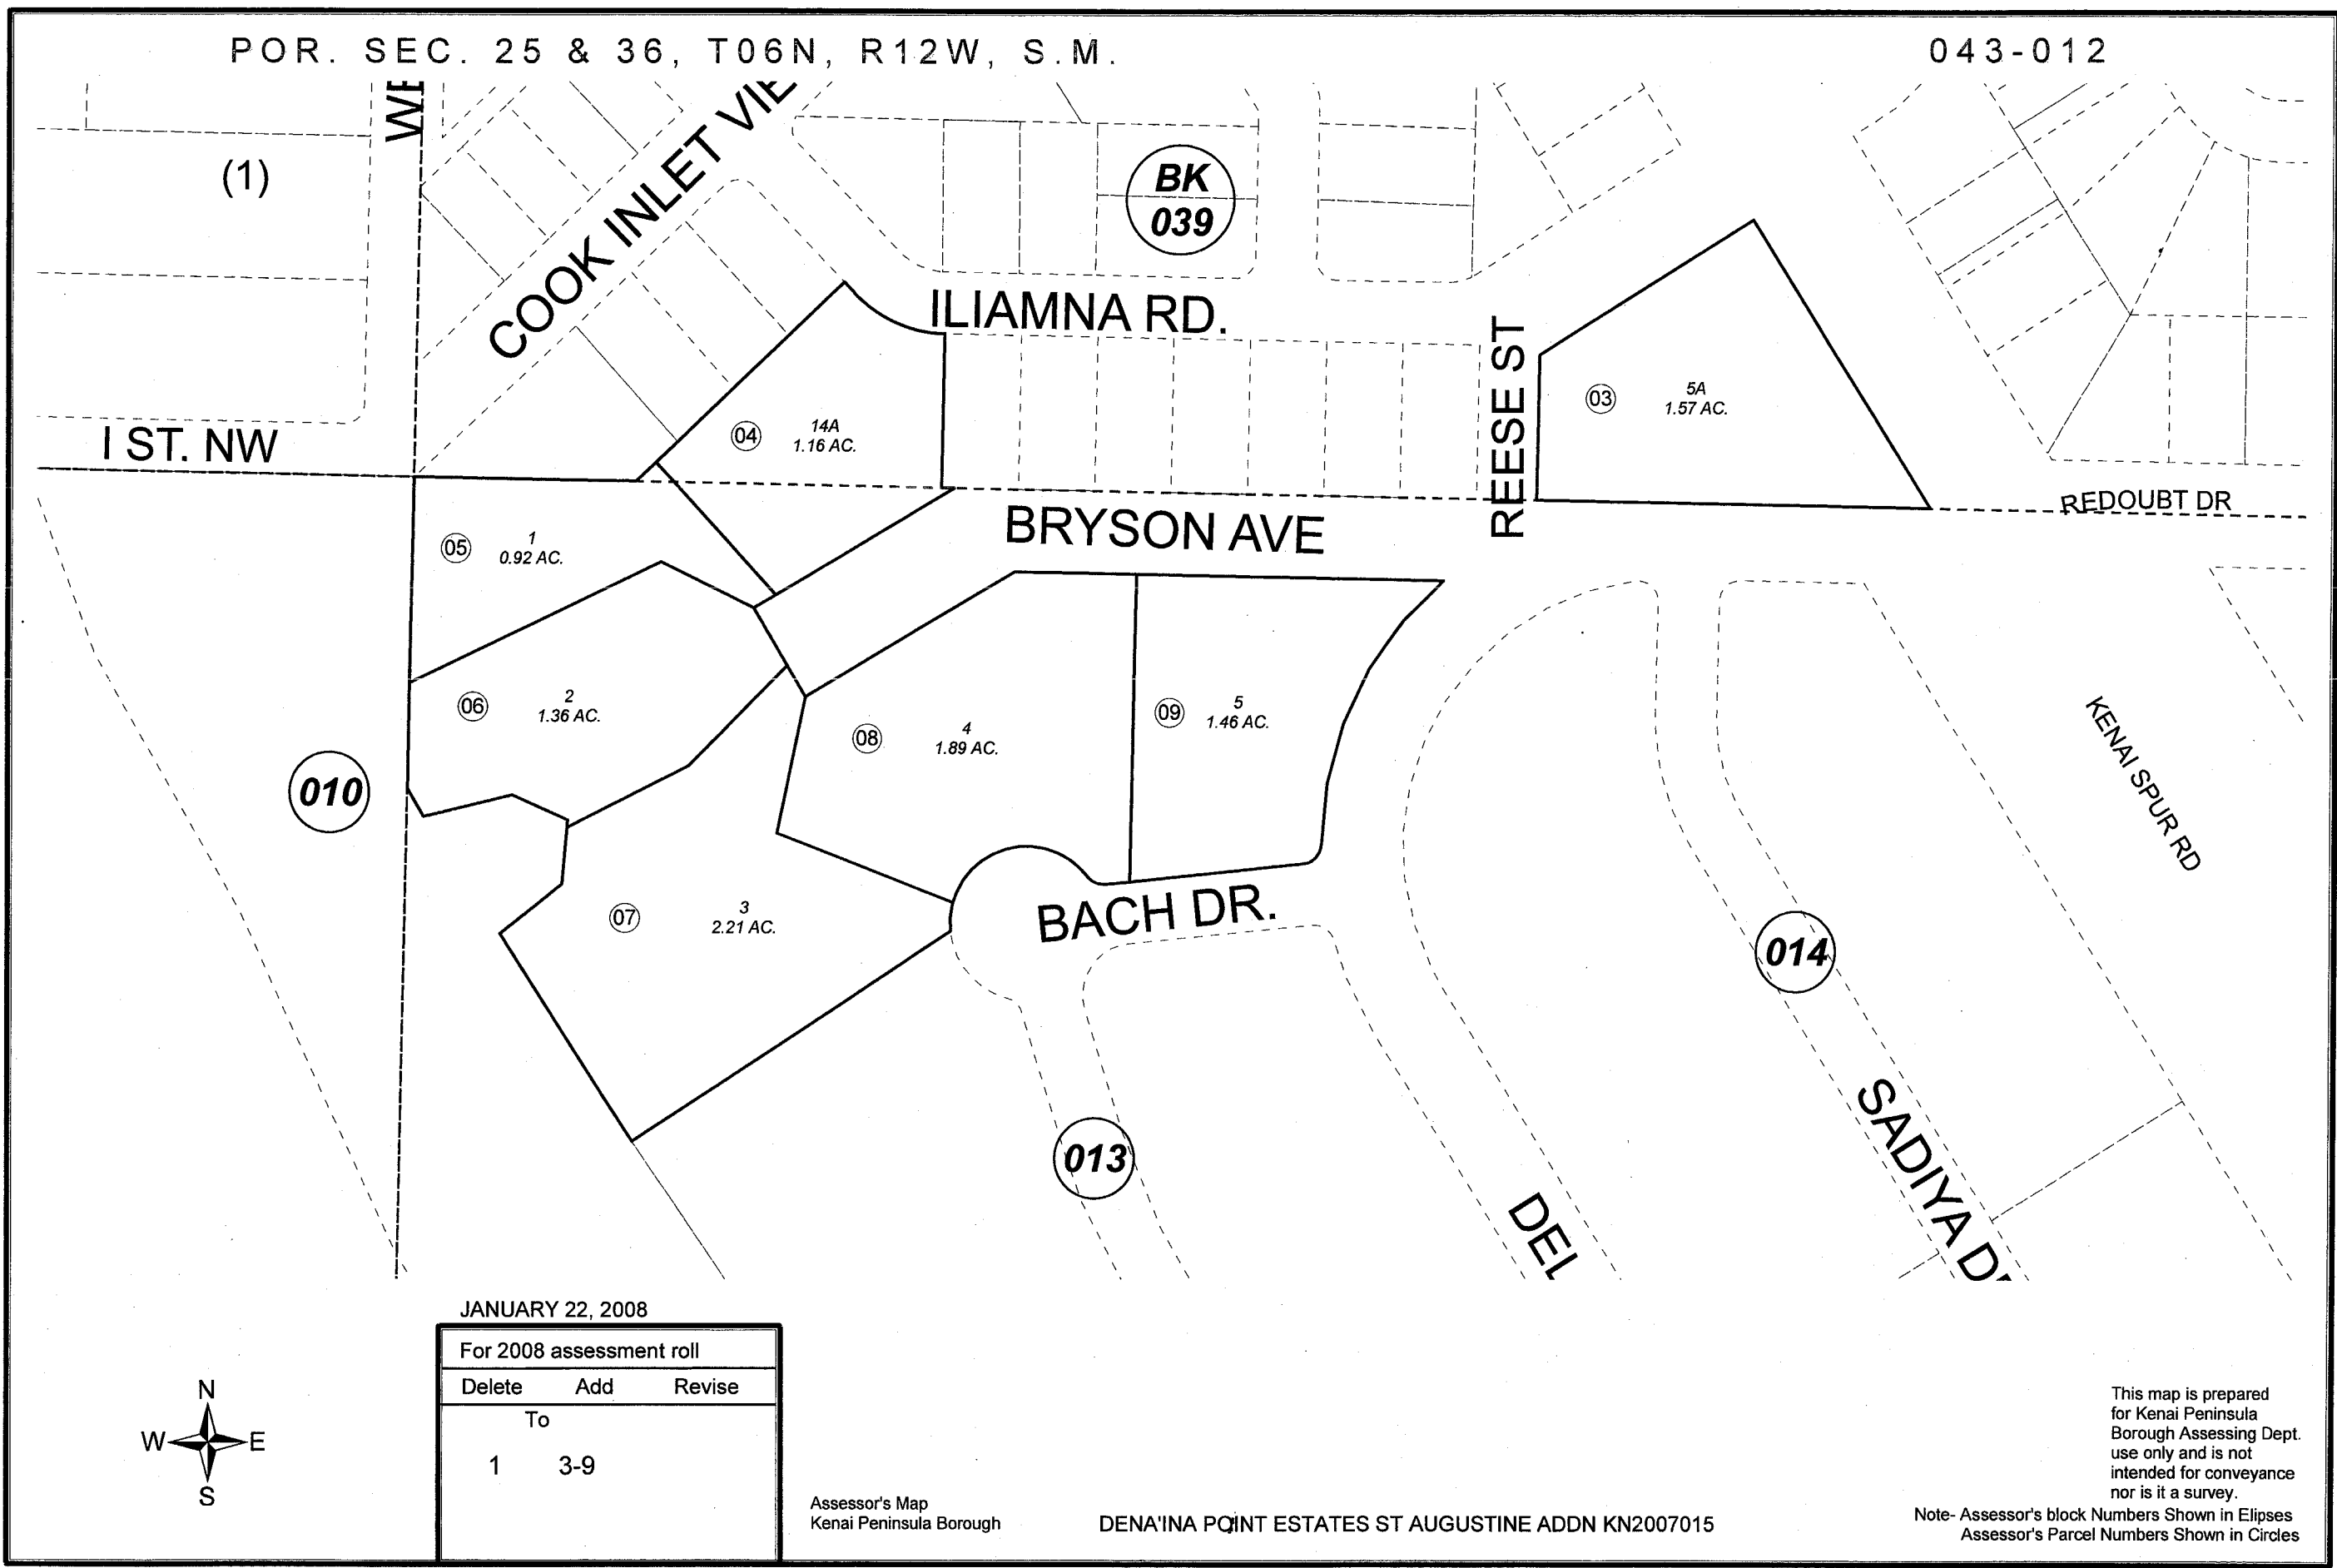 POR. SEC. 25 & 36, T06N, R12W, S.M.
043-012
(1)
BK
039
COOK INLET
ILIAMNA RD.
REESE ST
03
5A
1.57 AC.
04
14A
1.16 AC.
I ST. NW
REDOUBT DR
BRYSON AVE
05
1
0.92 AC.
06
2
1.36 AC.
08
4
1.89 AC.
09
5
1.46 AC.
KENAI SPUR RD
010
07
3
2.21 AC.
BACH DR.
014
013
SADIYA
DEL
JANUARY 22, 2008
For 2008 assessment roll
Delete Add Revise
To
1 3-9
N
W E
S
This map is prepared
for Kenai Peninsula
Borough Assessing Dept.
use only and is not
intended for conveyance
nor is it a survey.
Assessor's Map
Kenai Peninsula Borough
DENA'INA POINT ESTATES ST AUGUSTINE ADDN KN2007015
Note- Assessor's block Numbers Shown in Elipses
Assessor's Parcel Numbers Shown in Circles